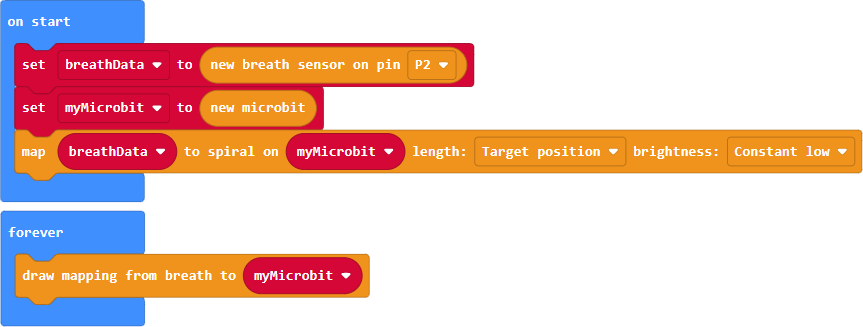 on start
set breathData to new breath sensor on pin P2
set myMicrobit to new microbit
map breathData to spiral on myMicrobit length: Target position brightness: Constant low
forever
draw mapping from breath to myMicrobit